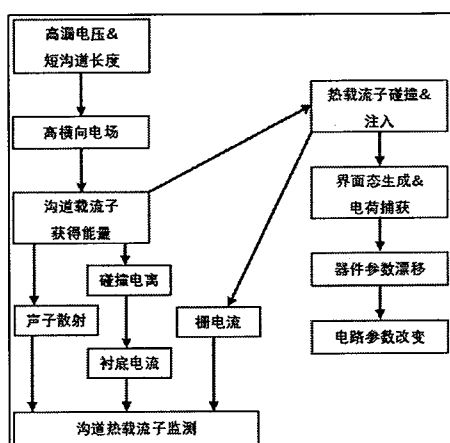 高漏电压&
短沟道长度
高横向电场
沟道载流子
获得能量
声子散射
碰撞电离
衬底电流
栅电流
热载流子碰撞&
注入
界面态生成&
电荷捕获
器件参数漂移
电路参数改变
沟道热载流子监测